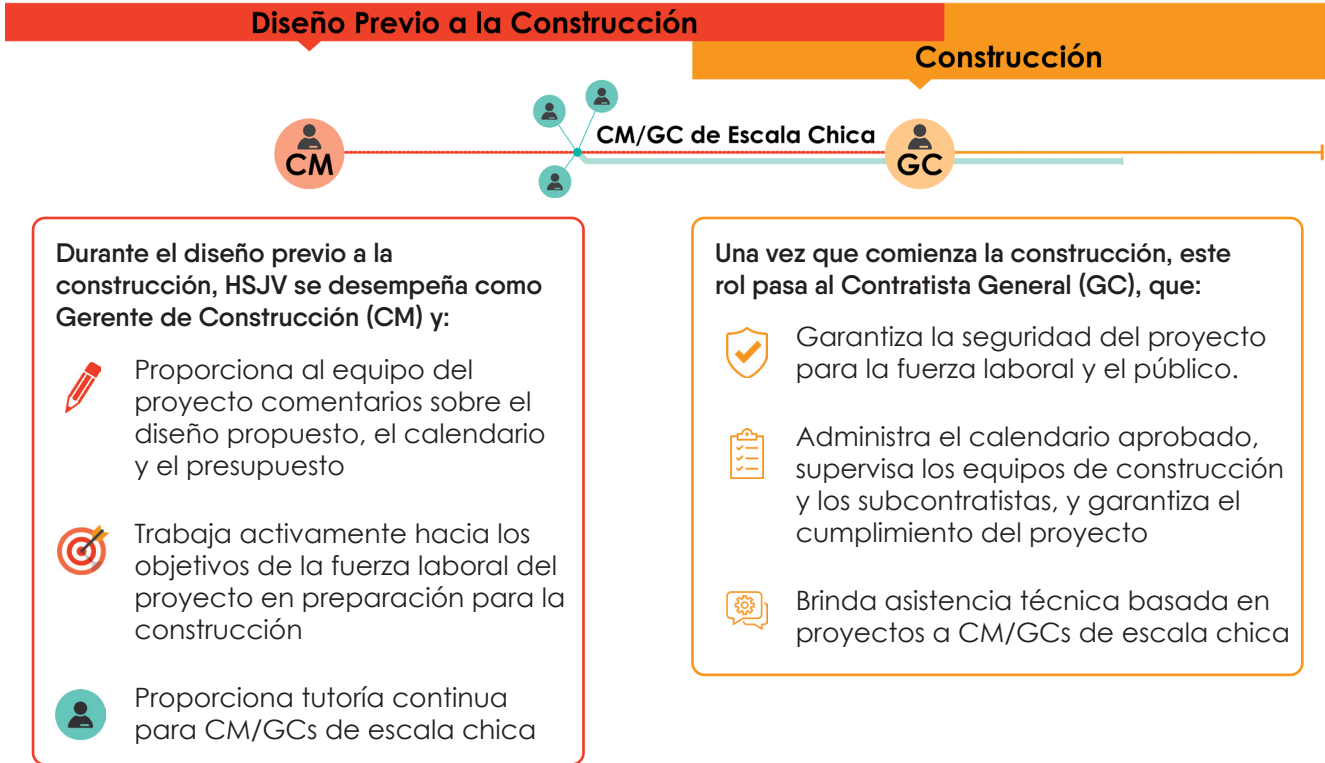 Diseño Previo a la Construcción
Construcción
CM/GC de Escala Chica
CM
GC
Durante el diseño previo a la
construcción, HSJV se desempeña como
Gerente de Construcción (CM) y:
Proporciona al equipo del
proyecto comentarios sobre el
diseño propuesto, el calendario
y el presupuesto
Trabaja activamente hacia los
objetivos de la fuerza laboral del
proyecto en preparación para la
construcción
Proporciona tutoría continua
para CM/GCs de escala chica
Una vez que comienza la construcción, este
rol pasa al Contratista General (GC), que:
Garantiza la seguridad del proyecto
para la fuerza laboral y el público.
Administra el calendario aprobado,
supervisa los equipos de construcción
y los subcontratistas, y garantiza el
cumplimiento del proyecto
Brinda asistencia técnica basada en
proyectos a CM/GCs de escala chica